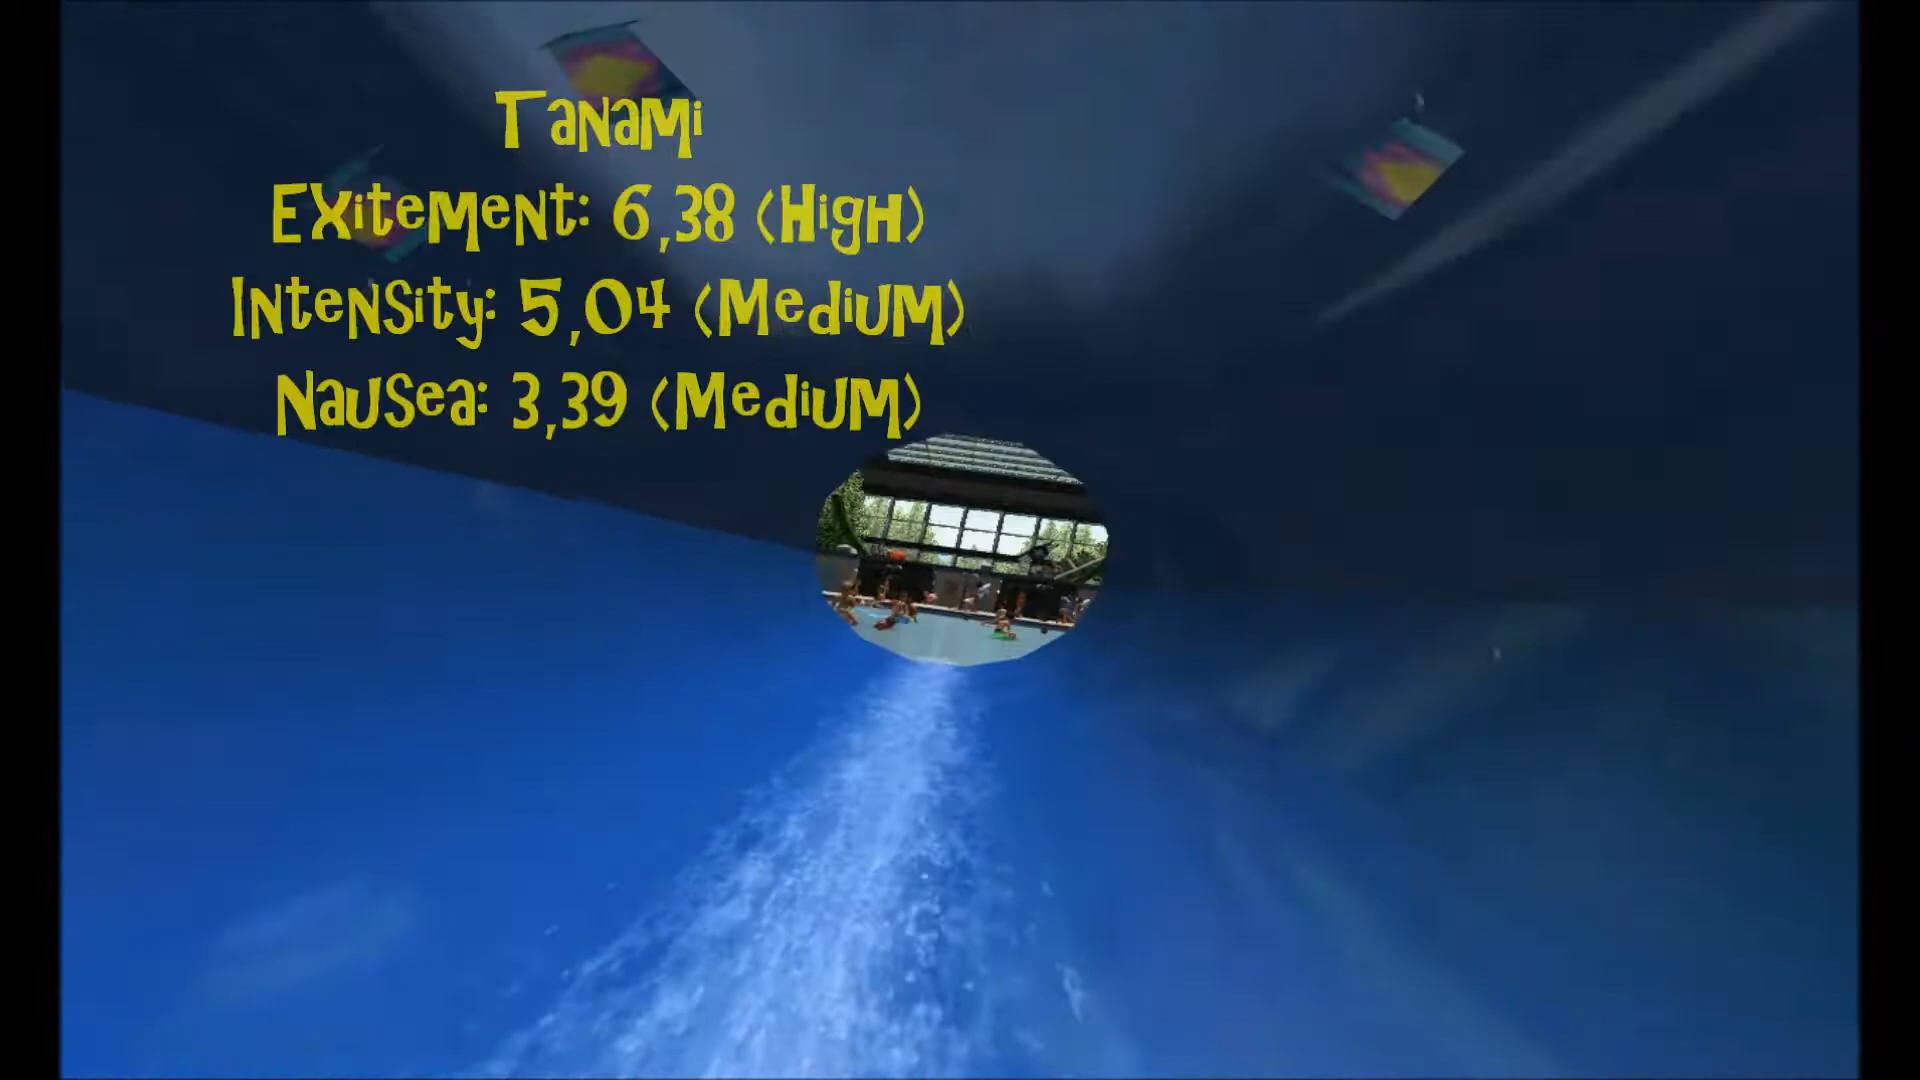 Tanami
Exitement: 6,38 (High)
Intensity: 5,04 (Medium)
Nausea: 3,39 (Medium)